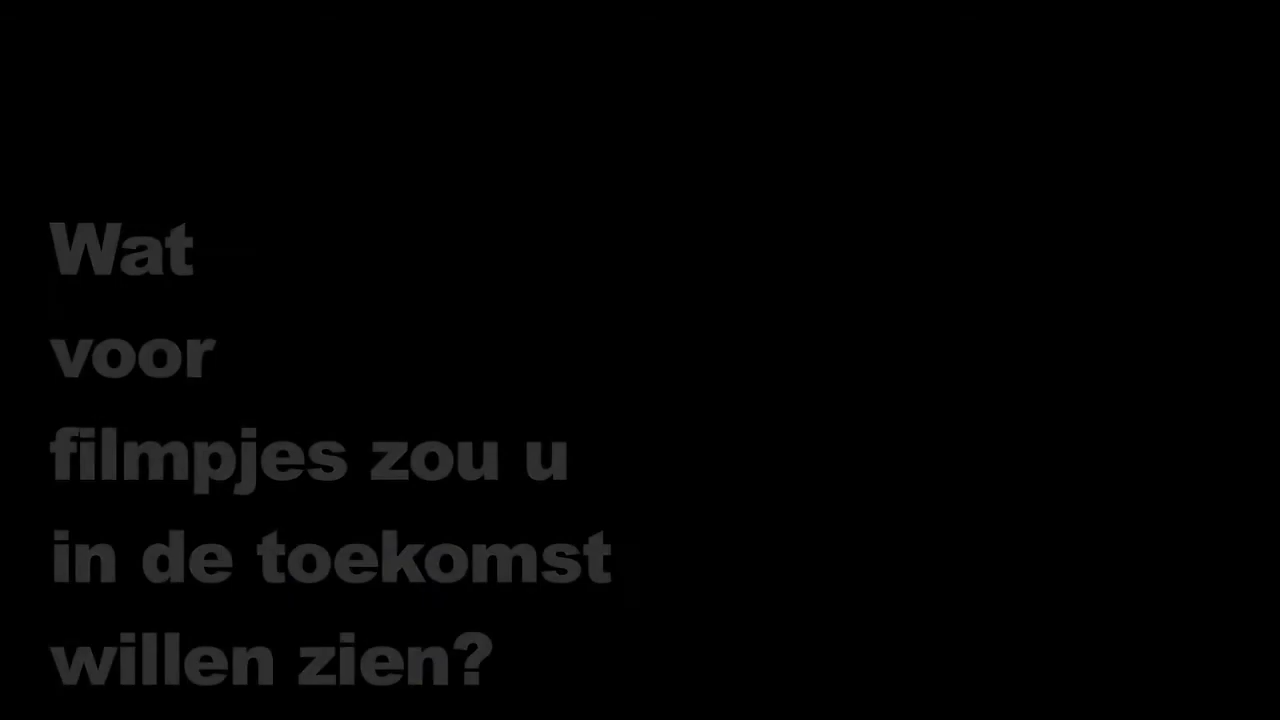 Wat
voor
filmpjes zou u
in de toekomst
willen zien?